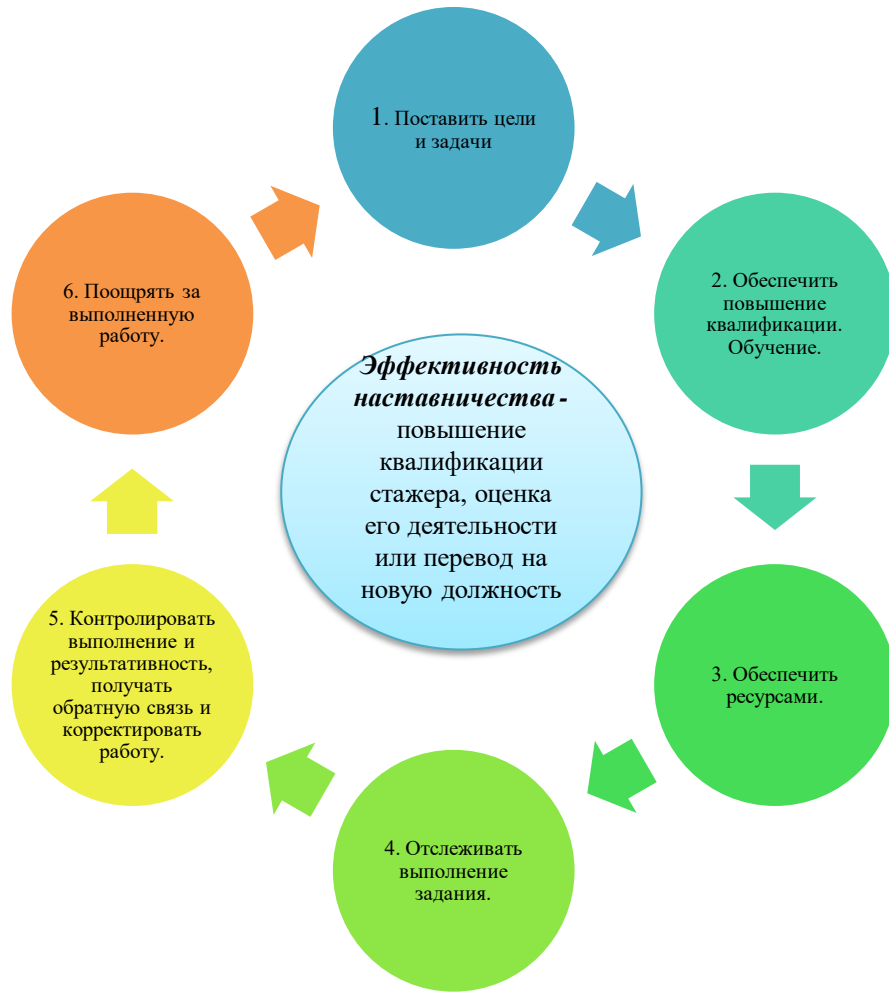 1. Поставить цели
и задачи
2. Обеспечить
повышение
квалификации.
Обучение.
3. Обеспечить
ресурсами.
4. Отслеживать
выполнение
задания.
5. Контролировать
выполнение и
результативность,
получать
обратную связь и
корректировать
работу.
6. Поощрять за
выполненную
работу.
Эффективность
наставничества -
повышение
квалификации
стажера, оценка
его деятельности
или перевод на
новую должность